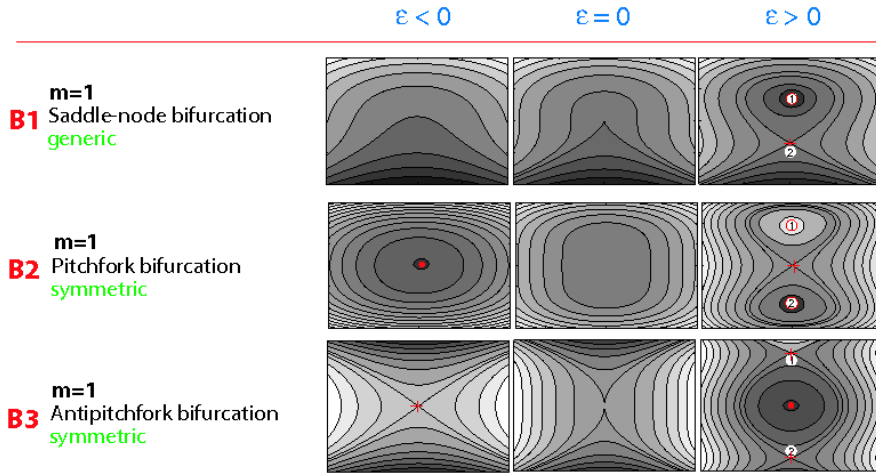 ε < 0 ε = 0 ε > 0
m=1
B1 Saddle-node bifurcation
generic
1
2
m=1
B2 Pitchfork bifurcation
symmetric
1
2
m=1
B3 Antipitchfork bifurcation
symmetric
1
2